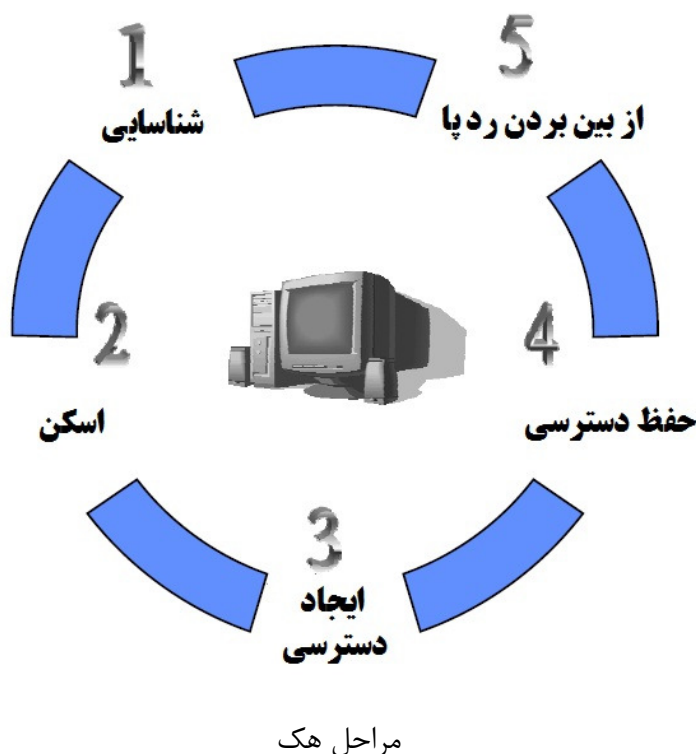 1
شناسایی
2
اسکن
3
ایجاد
دسترسی
4
حفظ دسترسی
5
از بین بردن رد پا
مراحل هک